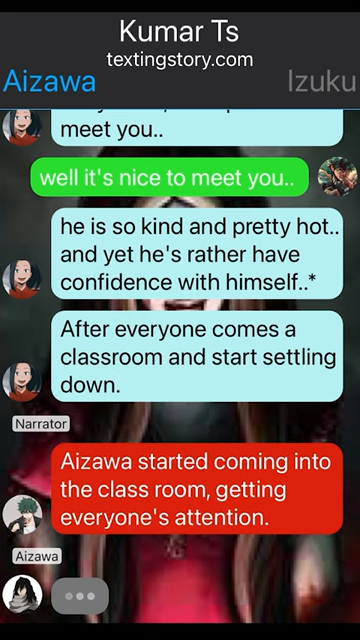 Kumar Ts
textingstory.com
Aizawa Izuku
meet you..
well it's nice to meet you..
he is so kind and pretty hot..
and yet he's rather have
confidence with himself..*
After everyone comes a
classroom and start settling
down.
Narrator
Aizawa started coming into
the class room, getting
everyone's attention.
Aizawa